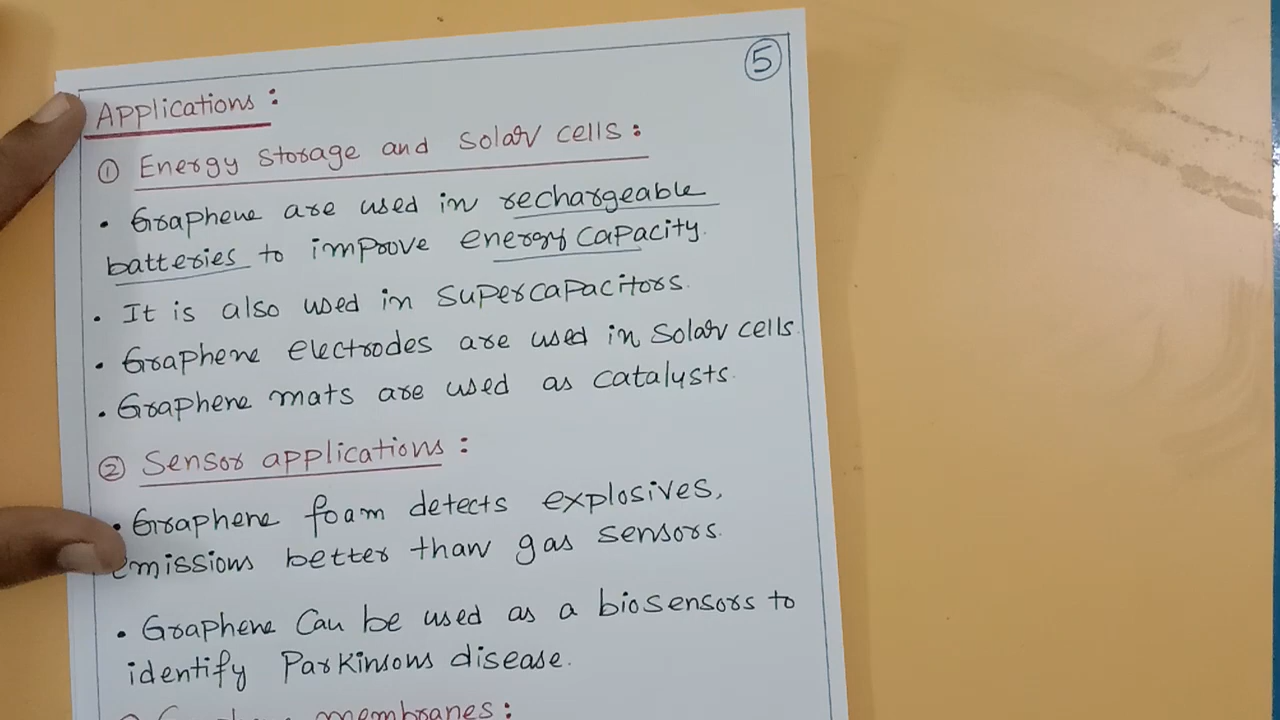 5
Applications:
① Energy storage and solar cells:
• Graphene are used in rechargeable
batteries to improve energy capacity.
• It is also used in supercapacitors.
• Graphene electrodes are used in solar cells.
• Graphene mats are used as catalysts.
② Sensor applications:
• Graphene foam detects explosives,
emissions better than gas sensors.
• Graphene can be used as a biosensors to
identify Parkinsons disease.
membranes: